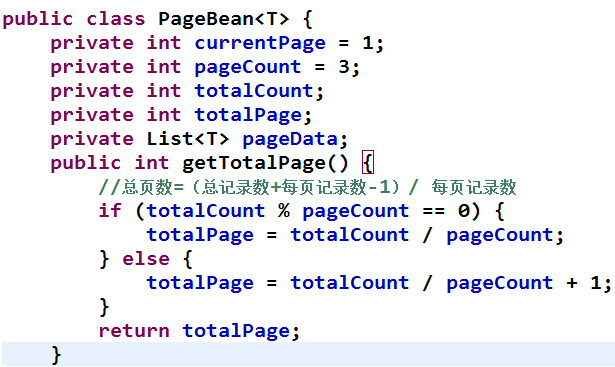 public class PageBean<T> {
    private int currentPage = 1;
    private int pageCount = 3;
    private int totalCount;
    private int totalPage;
    private List<T> pageData;
    public int getTotalPage() {
        //总页数=（总记录数+每页记录数-1）/ 每页记录数
        if (totalCount % pageCount == 0) {
            totalPage = totalCount / pageCount;
        } else {
            totalPage = totalCount / pageCount + 1;
        }
        return totalPage;
    }